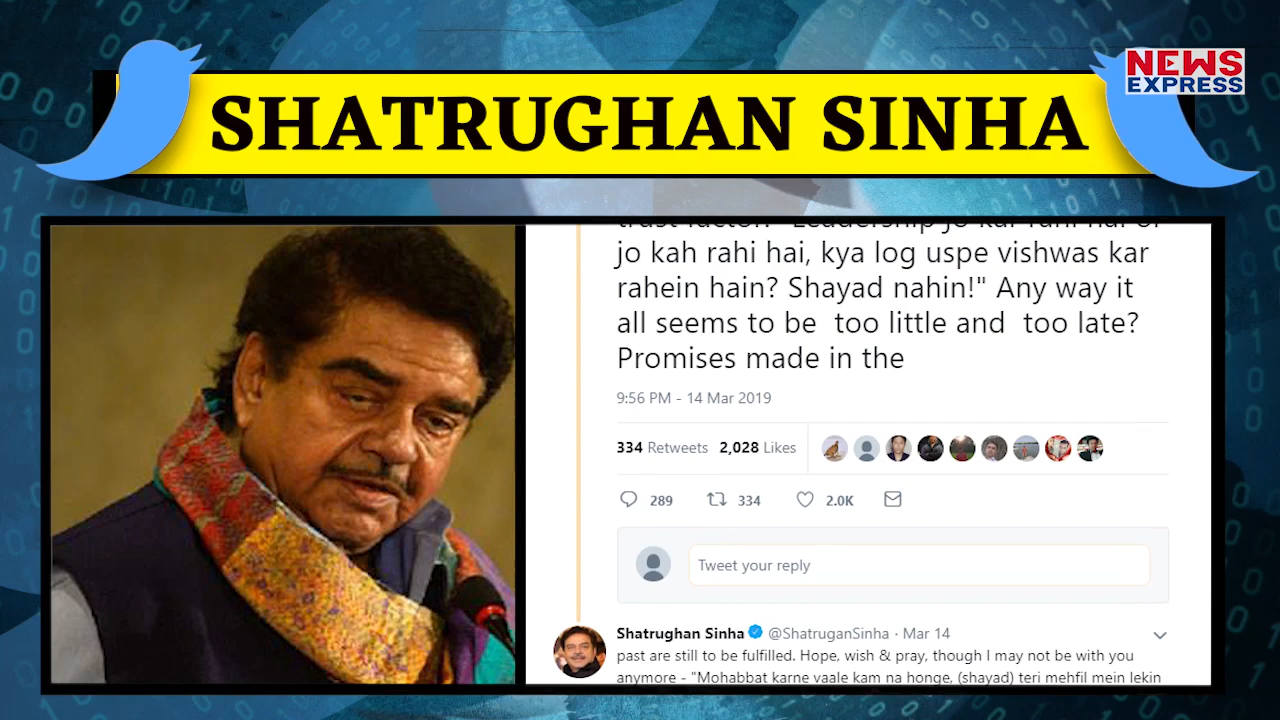 NEWS
EXPRESS
SHATRUGHAN SINHA
jo kah rahi hai, kya log uspe vishwas kar
rahein hain? Shayad nahin!" Any way it
all seems to be too little and too late?
Promises made in the
9:56 PM - 14 Mar 2019
334 Retweets 2,028 Likes
289 334 2.0K
Tweet your reply
Shatrughan Sinha @ShatruganSinha · Mar 14
past are still to be fulfilled. Hope, wish & pray, though I may not be with you
anymore - "Mohabbat karne vaale kam na honge, (shayad) teri mehfil mein lekin